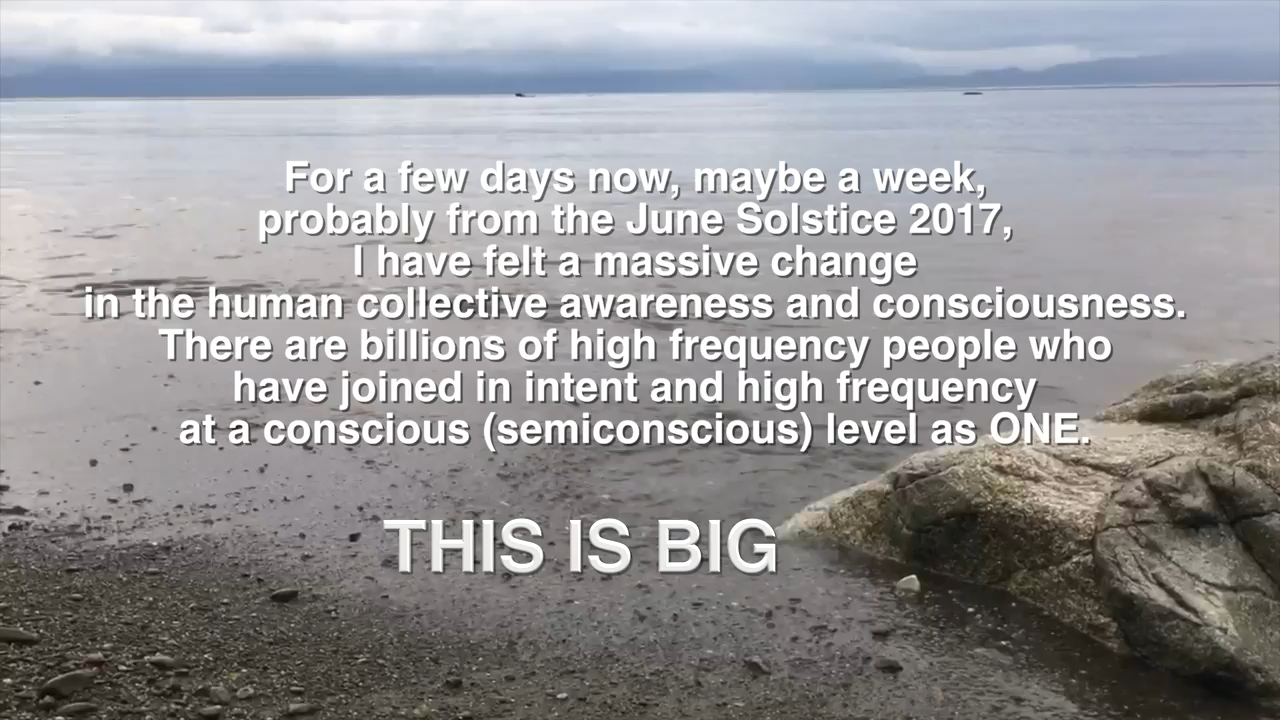 For a few days now, maybe a week,
probably from the June Solstice 2017,
I have felt a massive change
in the human collective awareness and consciousness.
There are billions of high frequency people who
have joined in intent and high frequency
at a conscious (semiconscious) level as ONE.
THIS IS BIG